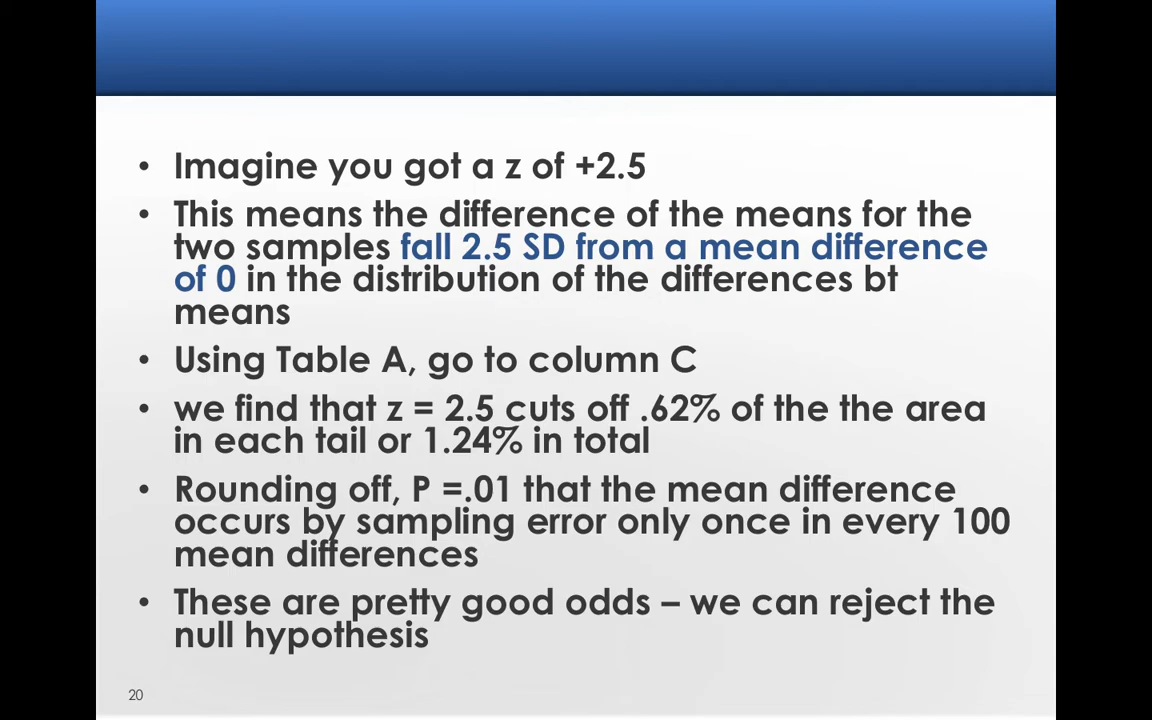 • Imagine you got a z of +2.5
• This means the difference of the means for the
two samples fall 2.5 SD from a mean difference
of 0 in the distribution of the differences bt
means
• Using Table A, go to column C
• we find that z = 2.5 cuts off .62% of the the area
in each tail or 1.24% in total
• Rounding off, P =.01 that the mean difference
occurs by sampling error only once in every 100
mean differences
• These are pretty good odds – we can reject the
null hypothesis
20